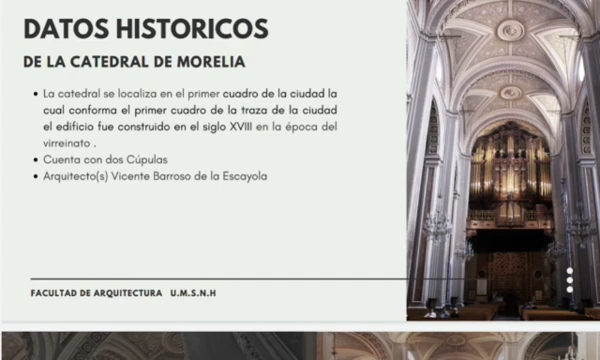 DATOS HISTORICOS
DE LA CATEDRAL DE MORELIA
La catedral se localiza en el primer cuadro de la ciudad la
cual conforma el primer cuadro de la traza de la ciudad
el edificio fue construido en el siglo XVIII en la época del
virreinato .
Cuenta con dos Cúpulas
Arquitecto(s) Vicente Barroso de la Escayola
FACULTAD DE ARQUITECTURA U.M.S.N.H